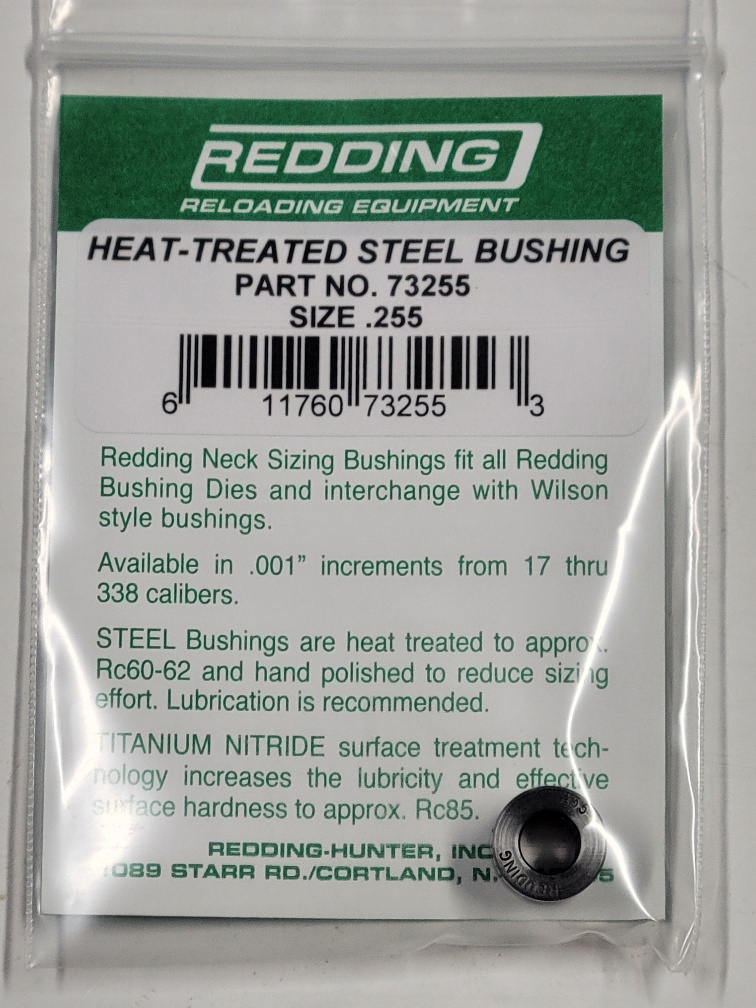 REDDING
RELOADING EQUIPMENT
HEAT-TREATED STEEL BUSHING
PART NO. 73255
SIZE .255
6 11760 73255 3
Redding Neck Sizing Bushings fit all Redding
Bushing Dies and interchange with Wilson
style bushings.
Available in .001” increments from 17 thru
338 calibers.
STEEL Bushings are heat treated to approx.
Rc60-62 and hand polished to reduce sizing
effort. Lubrication is recommended.
TITANIUM NITRIDE surface treatment tech-
nology increases the lubricity and effective
surface hardness to approx. Rc85.
REDDING-HUNTER, INC
1089 STARR RD./CORTLAND, N.
REDDING